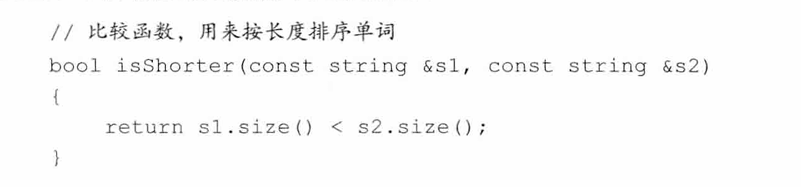 // 比较函数，用来按长度排序单词
bool isShorter(const string &s1, const string &s2)
{
    return s1.size() < s2.size();
}